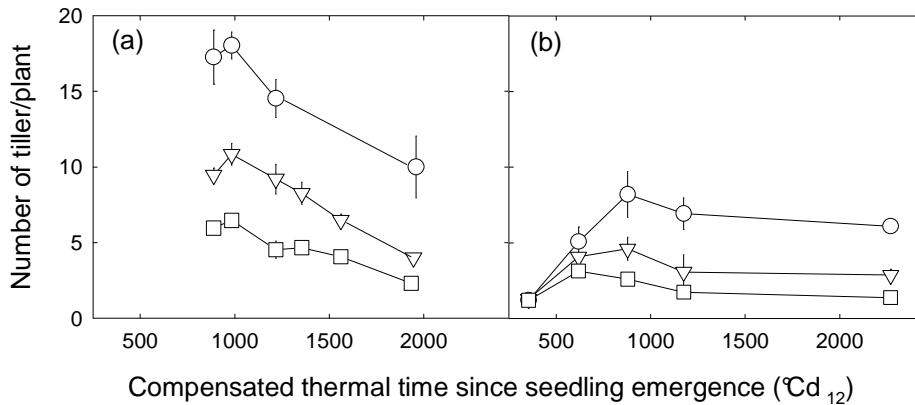 20
15
10
5
0
Number of tiller/plant
(a)
(b)
500 1000 1500 2000
500 1000 1500 2000
Compensated thermal time since seedling emergence (°Cd 12)